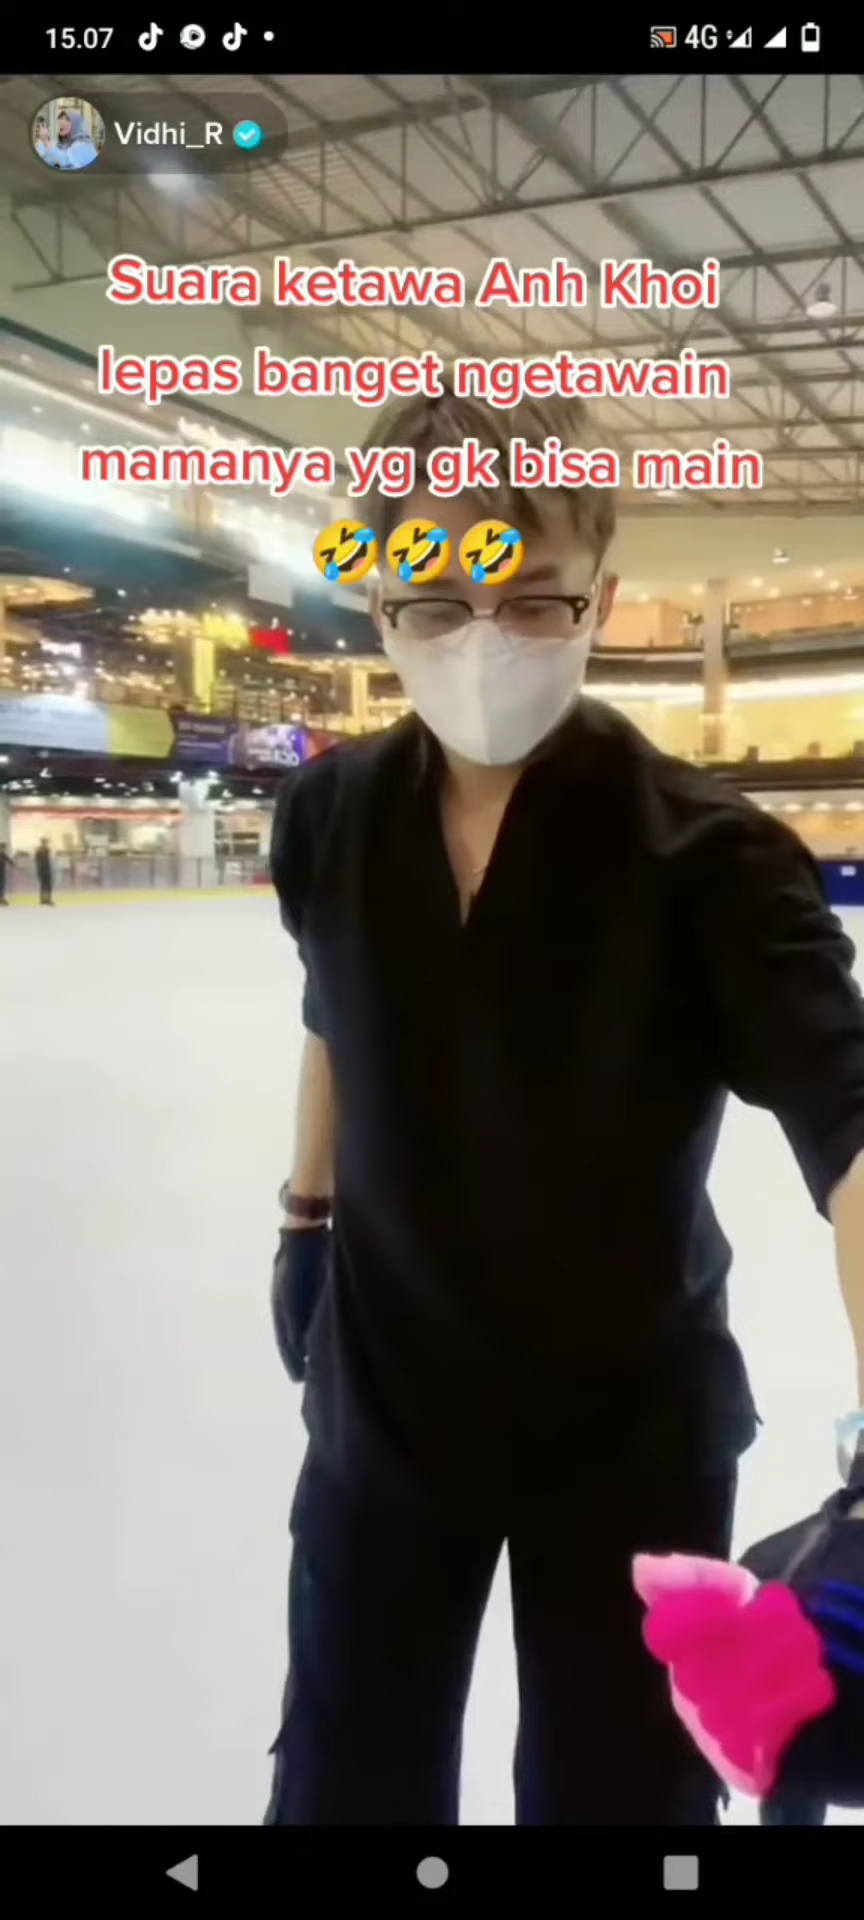 15.07
4G
Vidhi_R
Suara ketawa Anh Khoi
lepas banget ngetawain
mamanya yg gk bisa main
🤣🤣🤣